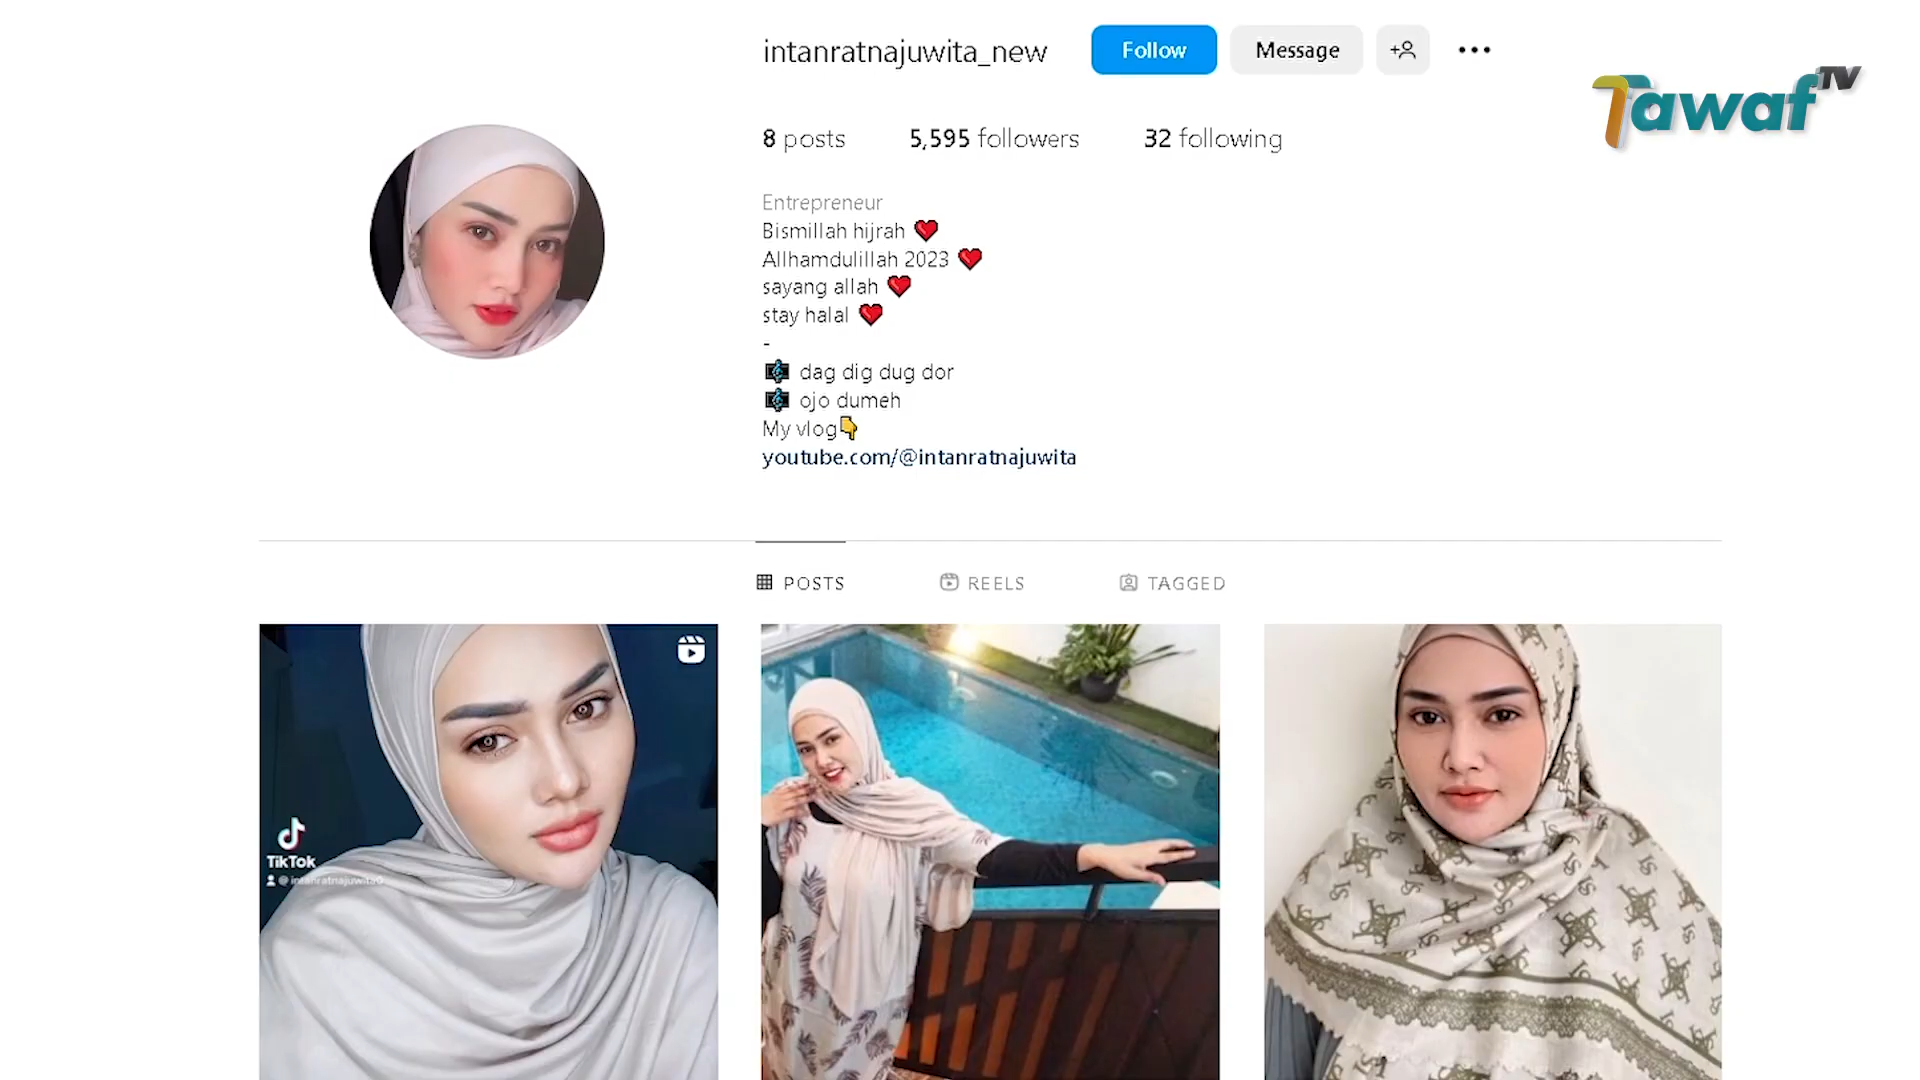 intanratnajuwita_new
Follow
Message
Tawaf TV
8 posts
5,595 followers
32 following
Entrepreneur
Bismillah hijrah
Allhamdulillah 2023
sayang allah
stay halal
-
dag dig dug dor
ojo dumeh
My vlog
youtube.com/@intanratnajuwita
POSTS
REELS
TAGGED
TikTok